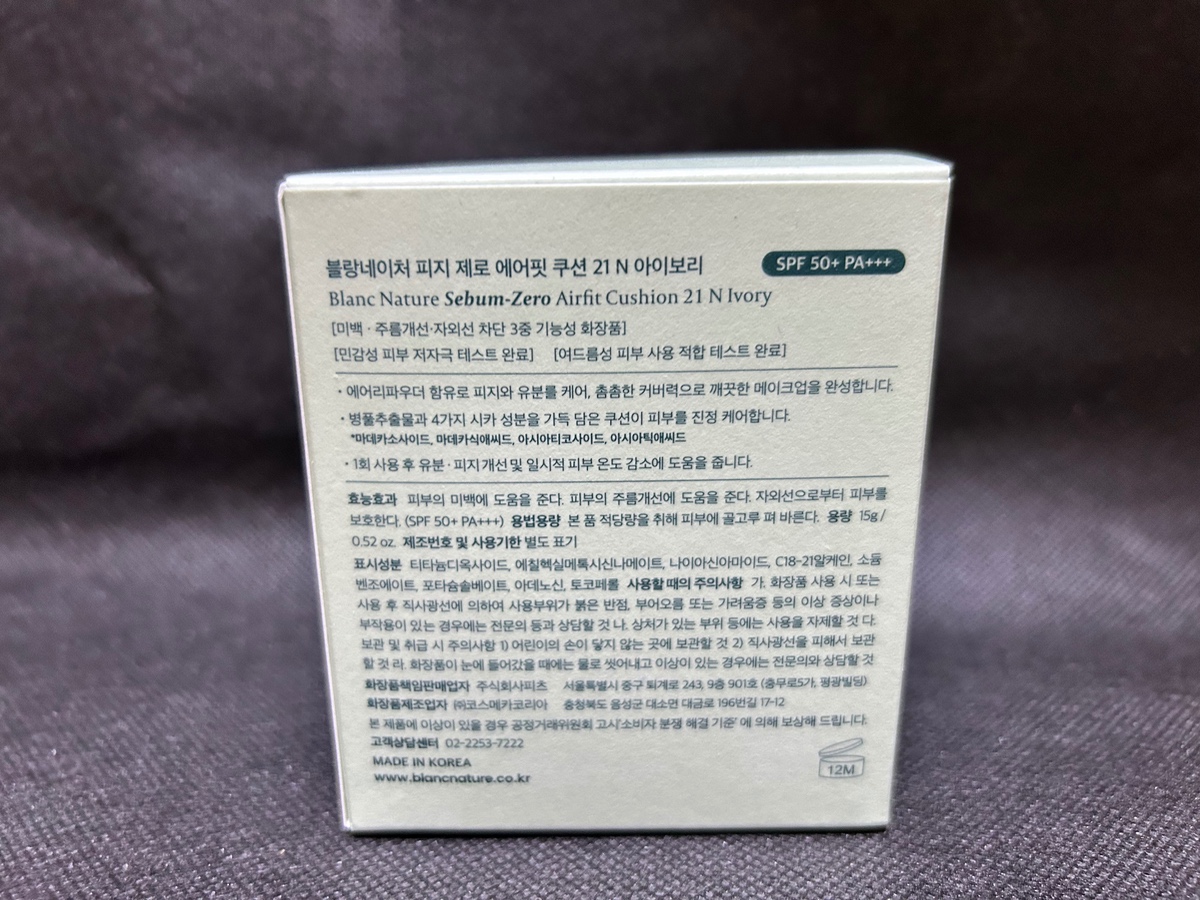 블랑네이처 피지 제로 에어핏 쿠션 21 N 아이보리
SPF 50+ PA+++
Blanc Nature Sebum-Zero Airfit Cushion 21 N Ivory
[미백 · 주름개선·자외선 차단 3중 기능성 화장품]
[민감성 피부 저자극 테스트 완료] [여드름성 피부 사용 적합 테스트 완료]
· 에어리파우더 함유로 피지와 유분를 케어, 촘촘한 커버력으로 깨끗한 메이크업을 완성합니다.
· 병풀추출물과 4가지 시카 성분을 가득 담은 쿠션이 피부를 진정 케어합니다.
*마데카소사이드, 마데카식애씨드, 아시아티코사이드, 아시아틱애씨드
· 1회 사용 후 유분 · 피지 개선 및 일시적 피부 온도 감소에 도움을 줍니다.
효능효과 피부의 미백에 도움을 준다. 피부의 주름개선에 도움을 준다. 자외선으로부터 피부를
보호한다. (SPF 50+ PA+++) 용법용량 본 품 적당량을 취해 피부에 골고루 펴 바른다. 용량 15g /
0.52 oz. 제조번호 및 사용기한 별도 표기
표시성분 티타늄디옥사이드, 에칠헥실메톡시신나메이트, 나이아신아마이드, C18-21알케인, 소듐
벤조에이트, 포타슘솔베이트, 아데노신, 토코페롤 사용할 때의 주의사항 가. 화장품 사용 시 또는
사용 후 직사광선에 의하여 사용부위가 붉은 반점, 부어오름 또는 가려움증 등의 이상 증상이나
부작용이 있는 경우에는 전문의 등과 상담할 것 나. 상처가 있는 부위 등에는 사용을 자제할 것 다.
보관 및 취급 시 주의사항 1) 어린이의 손이 닿지 않는 곳에 보관할 것 2) 직사광선을 피해서 보관
할 것 라. 화장품이 눈에 들어갔을 때에는 물로 씻어내고 이상이 있는 경우에는 전문의와 상담할 것
화장품책임판매업자 주식회사피츠 서울특별시 중구 퇴계로 243, 9층 901호 (충무로5가, 평광빌딩)
화장품제조업자 ㈜코스메카코리아 충청북도 음성군 대소면 대금로 196번길 17-12
본 제품에 이상이 있을 경우 공정거래위원회 고시'소비자 분쟁 해결 기준' 에 의해 보상해 드립니다.
고객상담센터 02-2253-7222
MADE IN KOREA
www.blancnature.co.kr
12M